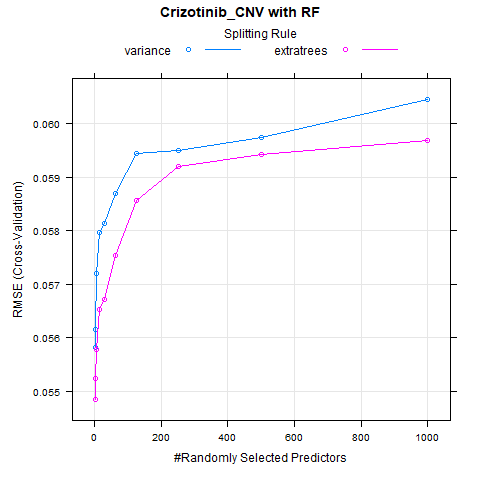 Crizotinib_CNV with RF
Splitting Rule
variance extratrees
0.060
0.059
0.058
0.057
0.056
0.055
RMSE (Cross-Validation)
0 200 400 600 800 1000
#Randomly Selected Predictors